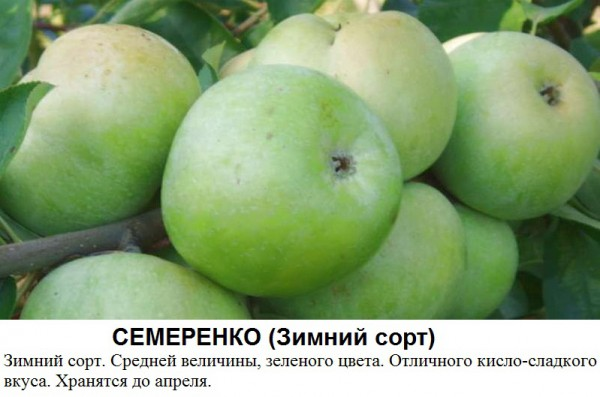 СЕМЕРЕНКО (Зимний сорт)
Зимний сорт. Средней величины, зеленого цвета. Отличного кисло-сладкого
вкуса. Хранятся до апреля.